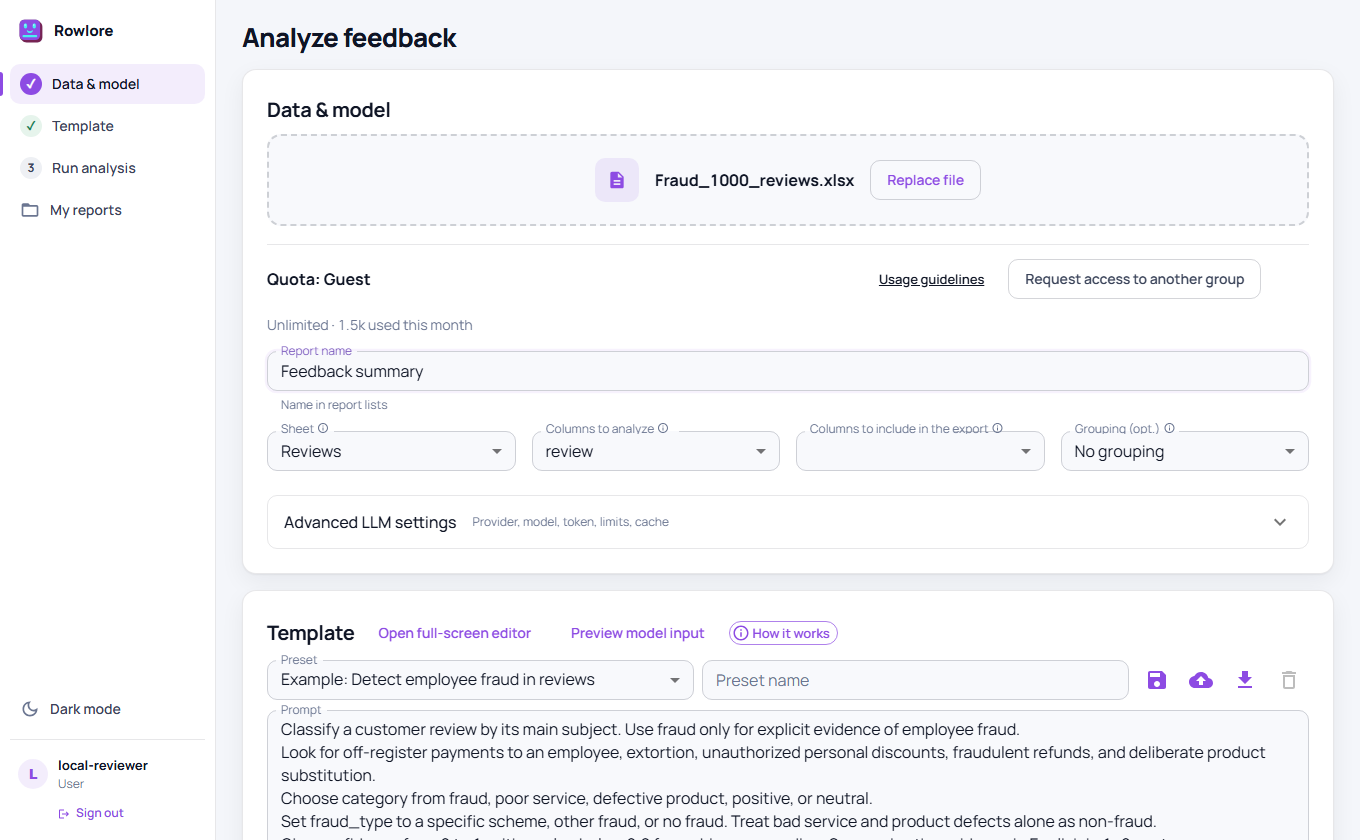 Rowlore
Data & model
Template
3
Run analysis
My reports
Dark mode
L
local-reviewer
User
Sign out
Analyze feedback
Data & model
Fraud_1000_reviews.xlsx
Replace file
Quota: Guest
Usage guidelines
Request access to another group
Unlimited · 1.5k used this month
Report name
Feedback summary
Name in report lists
Sheet
Reviews
Columns to analyze
review
Columns to include in the export
Grouping (opt.)
No grouping
Advanced LLM settings
Provider, model, token, limits, cache
Template
Open full-screen editor
Preview model input
How it works
Preset
Example: Detect employee fraud in reviews
Preset name
Prompt
Classify a customer review by its main subject. Use fraud only for explicit evidence of employee fraud.
Look for off-register payments to an employee, extortion, unauthorized personal discounts, fraudulent refunds, and deliberate product
substitution.
Choose category from fraud, poor service, defective product, positive, or neutral.
Set fraud_type to a specific scheme, other fraud, or no fraud. Treat bad service and product defects alone as non-fraud.